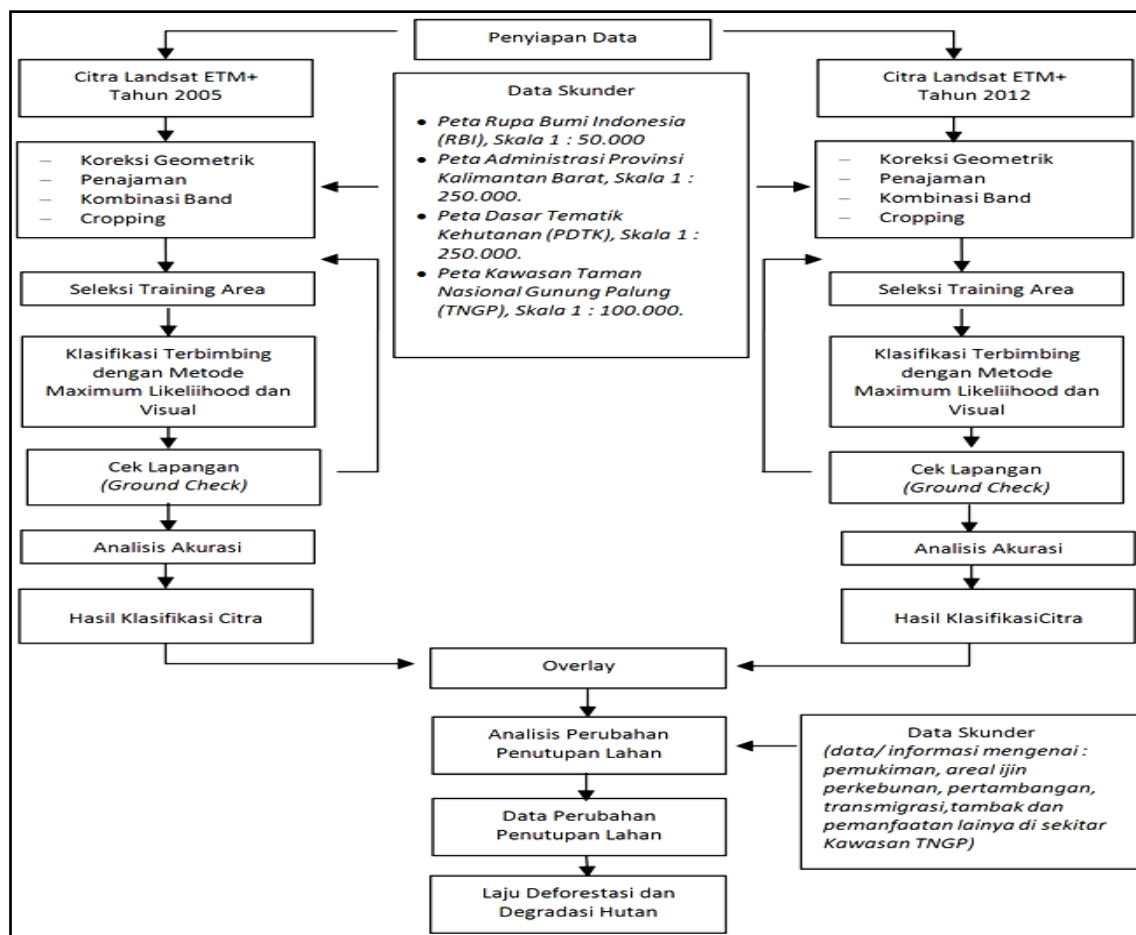 Penyiapan Data
Citra Landsat ETM+
Tahun 2005
Koreksi Geometrik
Penajaman
Kombinasi Band
Cropping
Seleksi Training Area
Klasifikasi Terbimbing
dengan Metode
Maximum Likeliihood dan
Visual
Cek Lapangan
(Ground Check)
Analisis Akurasi
Hasil Klasifikasi Citra
Data Skunder
• Peta Rupa Bumi Indonesia
(RBI), Skala 1 : 50.000
• Peta Administrasi Provinsi
Kalimantan Barat, Skala 1 :
250.000.
• Peta Dasar Tematik
Kehutanan (PDTK), Skala 1 :
250.000.
• Peta Kawasan Taman
Nasional Gunung Palung
(TNGP), Skala 1 : 100.000.
Citra Landsat ETM+
Tahun 2012
– Koreksi Geometrik
– Penajaman
– Kombinasi Band
– Cropping
Seleksi Training Area
Klasifikasi Terbimbing
dengan Metode
Maximum Likeliihood dan
Visual
Cek Lapangan
(Ground Check)
Analisis Akurasi
Hasil KlasifikasiCitra
Overlay
Analisis Perubahan
Penutupan Lahan
Data Skunder
(data/ informasi mengenai :
pemukiman, areal ijin
perkebunan, pertambangan,
transmigrasi,tambak dan
pemanfaatan lainya di sekitar
Kawasan TNGP)
Data Perubahan
Penutupan Lahan
Laju Deforestasi dan
Degradasi Hutan